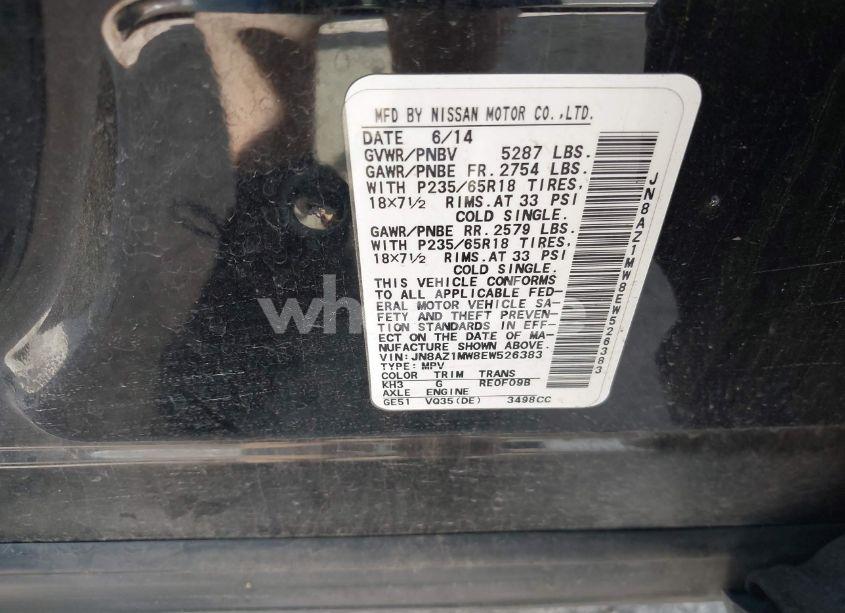 MFD BY NISSAN MOTOR CO.,LTD.
DATE 6/14
GVWR/PNBV 5287 LBS.
GAWR/PNBE FR. 2754 LBS.
WITH P235/65R18 TIRES,
18×7½ RIMS. AT 33 PSI
COLD SINGLE.
GAWR/PNBE RR. 2579 LBS.
WITH P235/65R18 TIRES,
18×7½ RIMS. AT 33 PSI
COLD SINGLE.
THIS VEHICLE CONFORMS
TO ALL APPLICABLE FED-
ERAL MOTOR VEHICLE SA-
FETY AND THEFT PREVEN-
TION STANDARDS IN EFF-
ECT ON THE DATE OF MA-
NUFACTURE SHOWN ABOVE.
VIN: JN8AZ1MW8EW526383
TYPE: MPV
COLOR TRIM TRANS
KH3 G RE0F09B
AXLE ENGINE
GE51 VQ35(DE) 3498CC
JN8AZ1MW8EW526383